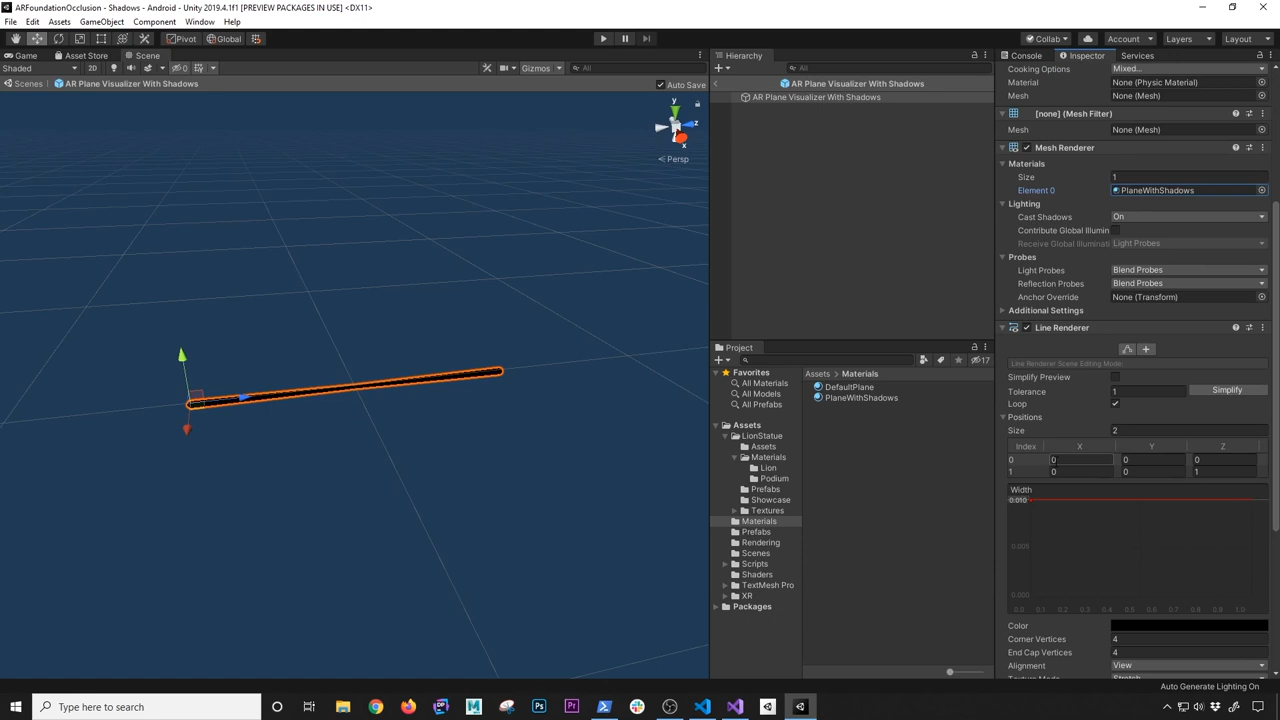 ARFoundationOcclusion - Shadows - Android - Unity 2019.4.1f1 [PREVIEW PACKAGES IN USE] <DX11>
File Edit Assets GameObject Component Window Help
Pivot Global Collab Account Layers Layout
Game Asset Store Scene
Shaded 2D 0 Gizmos All
Scenes AR Plane Visualizer With Shadows Auto Save
y
z
x
Persp
Hierarchy
All
AR Plane Visualizer With Shadows
AR Plane Visualizer With Shadows
Project
17
Favorites
All Materials
All Models
All Prefabs
Assets
LionStatue
Assets
Materials
Lion
Podium
Prefabs
Showcase
Textures
Materials
Prefabs
Rendering
Scenes
Scripts
Shaders
TextMesh Pro
XR
Packages
Assets > Materials
DefaultPlane
PlaneWithShadows
Console Inspector Services
Cooking Options Mixed...
Material None (Physic Material)
Mesh None (Mesh)
[none] (Mesh Filter)
Mesh None (Mesh)
Mesh Renderer
Materials
Size 1
Element 0 PlaneWithShadows
Lighting
Cast Shadows On
Contribute Global Illumin
Receive Global Illuminati Light Probes
Probes
Light Probes Blend Probes
Reflection Probes Blend Probes
Anchor Override None (Transform)
Additional Settings
Line Renderer
Line Renderer Scene Editing Mode:
Simplify Preview
Tolerance 1 Simplify
Loop
Positions
Size 2
Index X Y Z
0 0 0 0
1 0 0 1
Width
0.010
0.005
0.000
0.0 0.1 0.2 0.3 0.4 0.5 0.6 0.7 0.8 0.9 1.0
Color
Corner Vertices 4
End Cap Vertices 4
Alignment View
Auto Generate Lighting On
Type here to search